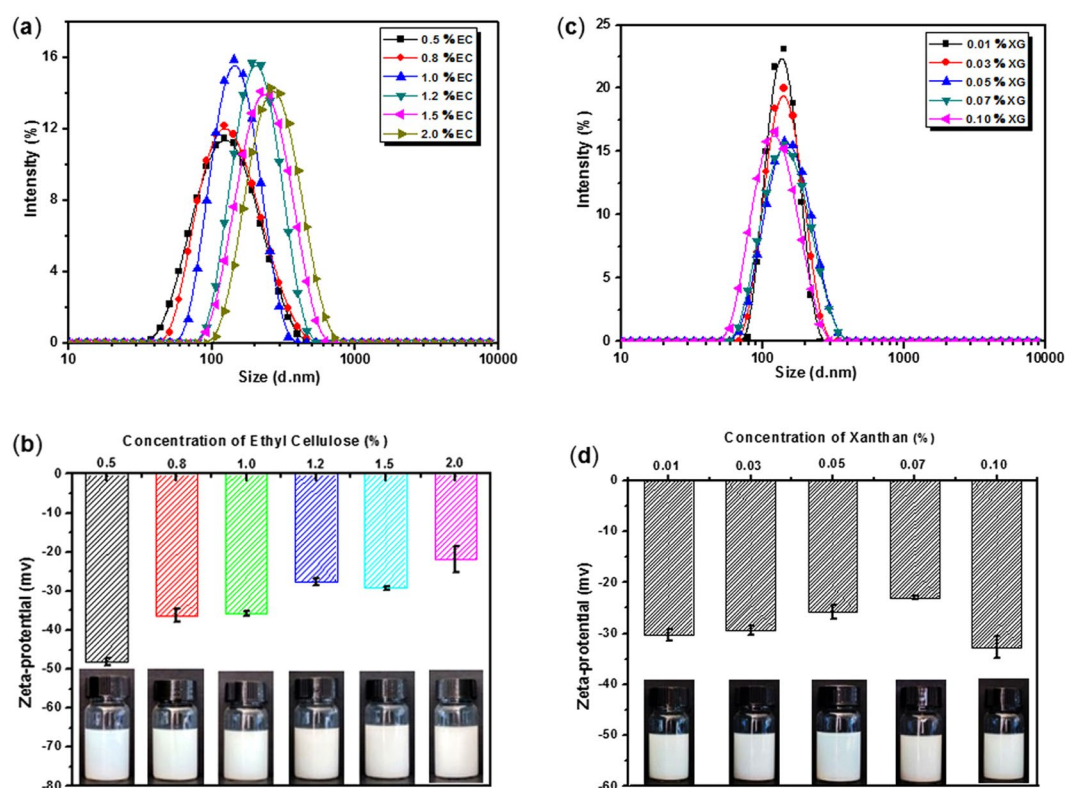 (a)
16
12
8
4
0
Intensity (%)
10
100
1000
10000
Size (d.nm)
0.5 %EC
0.8 %EC
1.0 %EC
1.2 %EC
1.5 %EC
2.0 %EC
(c)
25
20
15
10
5
0
Intensity (%)
10
100
1000
10000
Size (d.nm)
0.01 %XG
0.03 %XG
0.05 %XG
0.07 %XG
0.10 %XG
(b)
Concentration of Ethyl Cellulose (%)
0.5 0.8 1.0 1.2 1.5 2.0
0
-10
-20
-30
-40
-50
-60
-70
-80
Zeta-protential (mv)
(d)
Concentration of Xanthan (%)
0.01 0.03 0.05 0.07 0.10
0
-10
-20
-30
-40
-50
-60
Zeta-protential (mv)